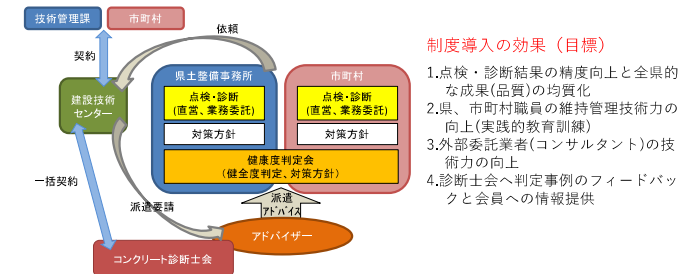 技術管理課
市町村
依頼
契約
県土整備事務所
市町村
建設技術
センター
点検・診断
(直営、業務委託)
点検・診断
(直営、業務委託)
対策方針
対策方針
健康度判定会
(健全度判定、対策方針)
一括契約
派遣要請
派遣
アドバイス
アドバイザー
コンクリート診断士会
制度導入の効果（目標）
1.点検・診断結果の精度向上と全県的
な成果(品質)の均質化
2.県、市町村職員の維持管理技術力の
向上(実践的教育訓練)
3.外部委託業者(コンサルタント)の技
術力の向上
4.診断士会へ判定事例のフィードバッ
クと会員への情報提供